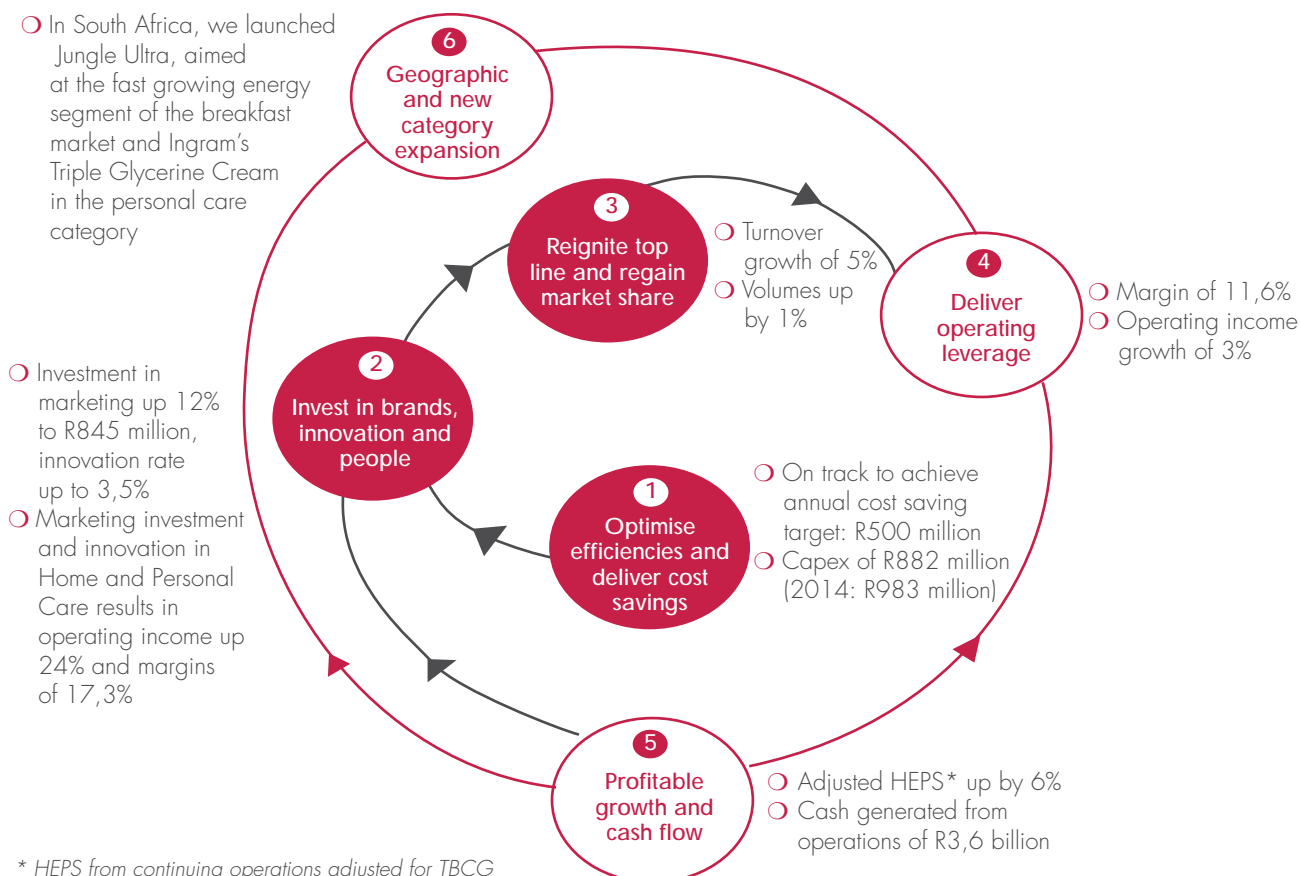 ❍ In South Africa, we launched
Jungle Ultra, aimed
at the fast growing energy
segment of the breakfast
market and Ingram's
Triple Glycerine Cream
in the personal care
category
6
Geographic
and new
category
expansion
3
Reignite top
line and regain
market share
❍ Turnover
growth of 5%
❍ Volumes up
by 1%
4
Deliver
operating
leverage
❍ Margin of 11,6%
❍ Operating income
growth of 3%
❍ Investment in
marketing up 12%
to R845 million,
innovation rate
up to 3,5%
❍ Marketing investment
and innovation in
Home and Personal
Care results in
operating income up
24% and margins
of 17,3%
2
Invest in brands,
innovation and
people
1
Optimise
efficiencies and
deliver cost
savings
❍ On track to achieve
annual cost saving
target: R500 million
❍ Capex of R882 million
(2014: R983 million)
5
Profitable
growth and
cash flow
❍ Adjusted HEPS* up by 6%
❍ Cash generated from
operations of R3,6 billion
* HEPS from continuing operations adjusted for TBCG